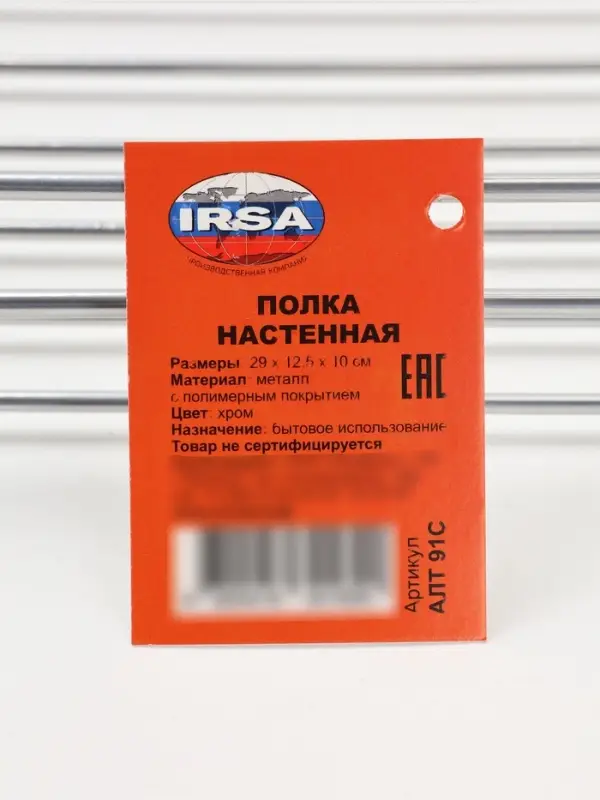 IRSA
ПРОИЗВОДСТВЕННАЯ КОМПАНИЯ
ПОЛКА
НАСТЕННАЯ
Размеры: 29 х 12,5 х 10 см
Материал: металл
с полимерным покрытием
Цвет: хром
Назначение: бытовое использование
Товар не сертифицируется
EAC
Артикул
АЛТ 91С